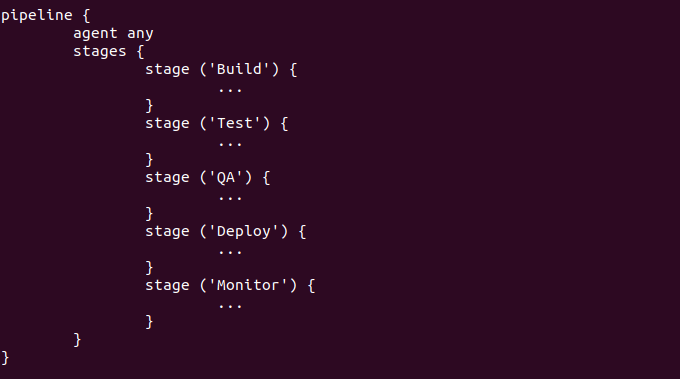 pipeline {
        agent any
        stages {
                stage ('Build') {
                        ...
                }
                stage ('Test') {
                        ...
                }
                stage ('QA') {
                        ...
                }
                stage ('Deploy') {
                        ...
                }
                stage ('Monitor') {
                        ...
                }
        }
}